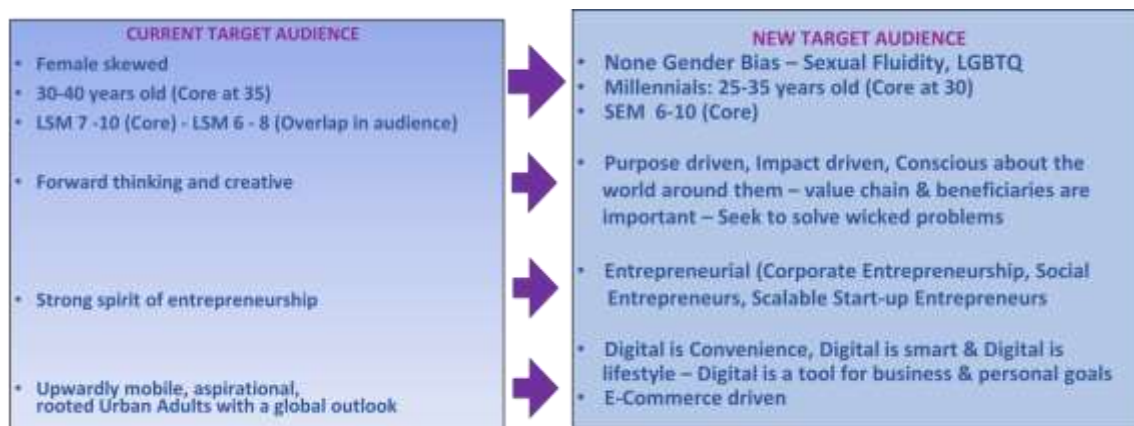 CURRENT TARGET AUDIENCE
• Female skewed
• 30-40 years old (Core at 35)
• LSM 7 -10 (Core) - LSM 6 - 8 (Overlap in audience)
• Forward thinking and creative
• Strong spirit of entrepreneurship
• Upwardly mobile, aspirational,
rooted Urban Adults with a global outlook
NEW TARGET AUDIENCE
• None Gender Bias – Sexual Fluidity, LGBTQ
• Millennials: 25-35 years old (Core at 30)
• SEM 6-10 (Core)
• Purpose driven, Impact driven, Conscious about the
world around them – value chain & beneficiaries are
important – Seek to solve wicked problems
• Entrepreneurial (Corporate Entrepreneurship, Social
Entrepreneurs, Scalable Start-up Entrepreneurs
• Digital is Convenience, Digital is smart & Digital is
lifestyle – Digital is a tool for business & personal goals
• E-Commerce driven